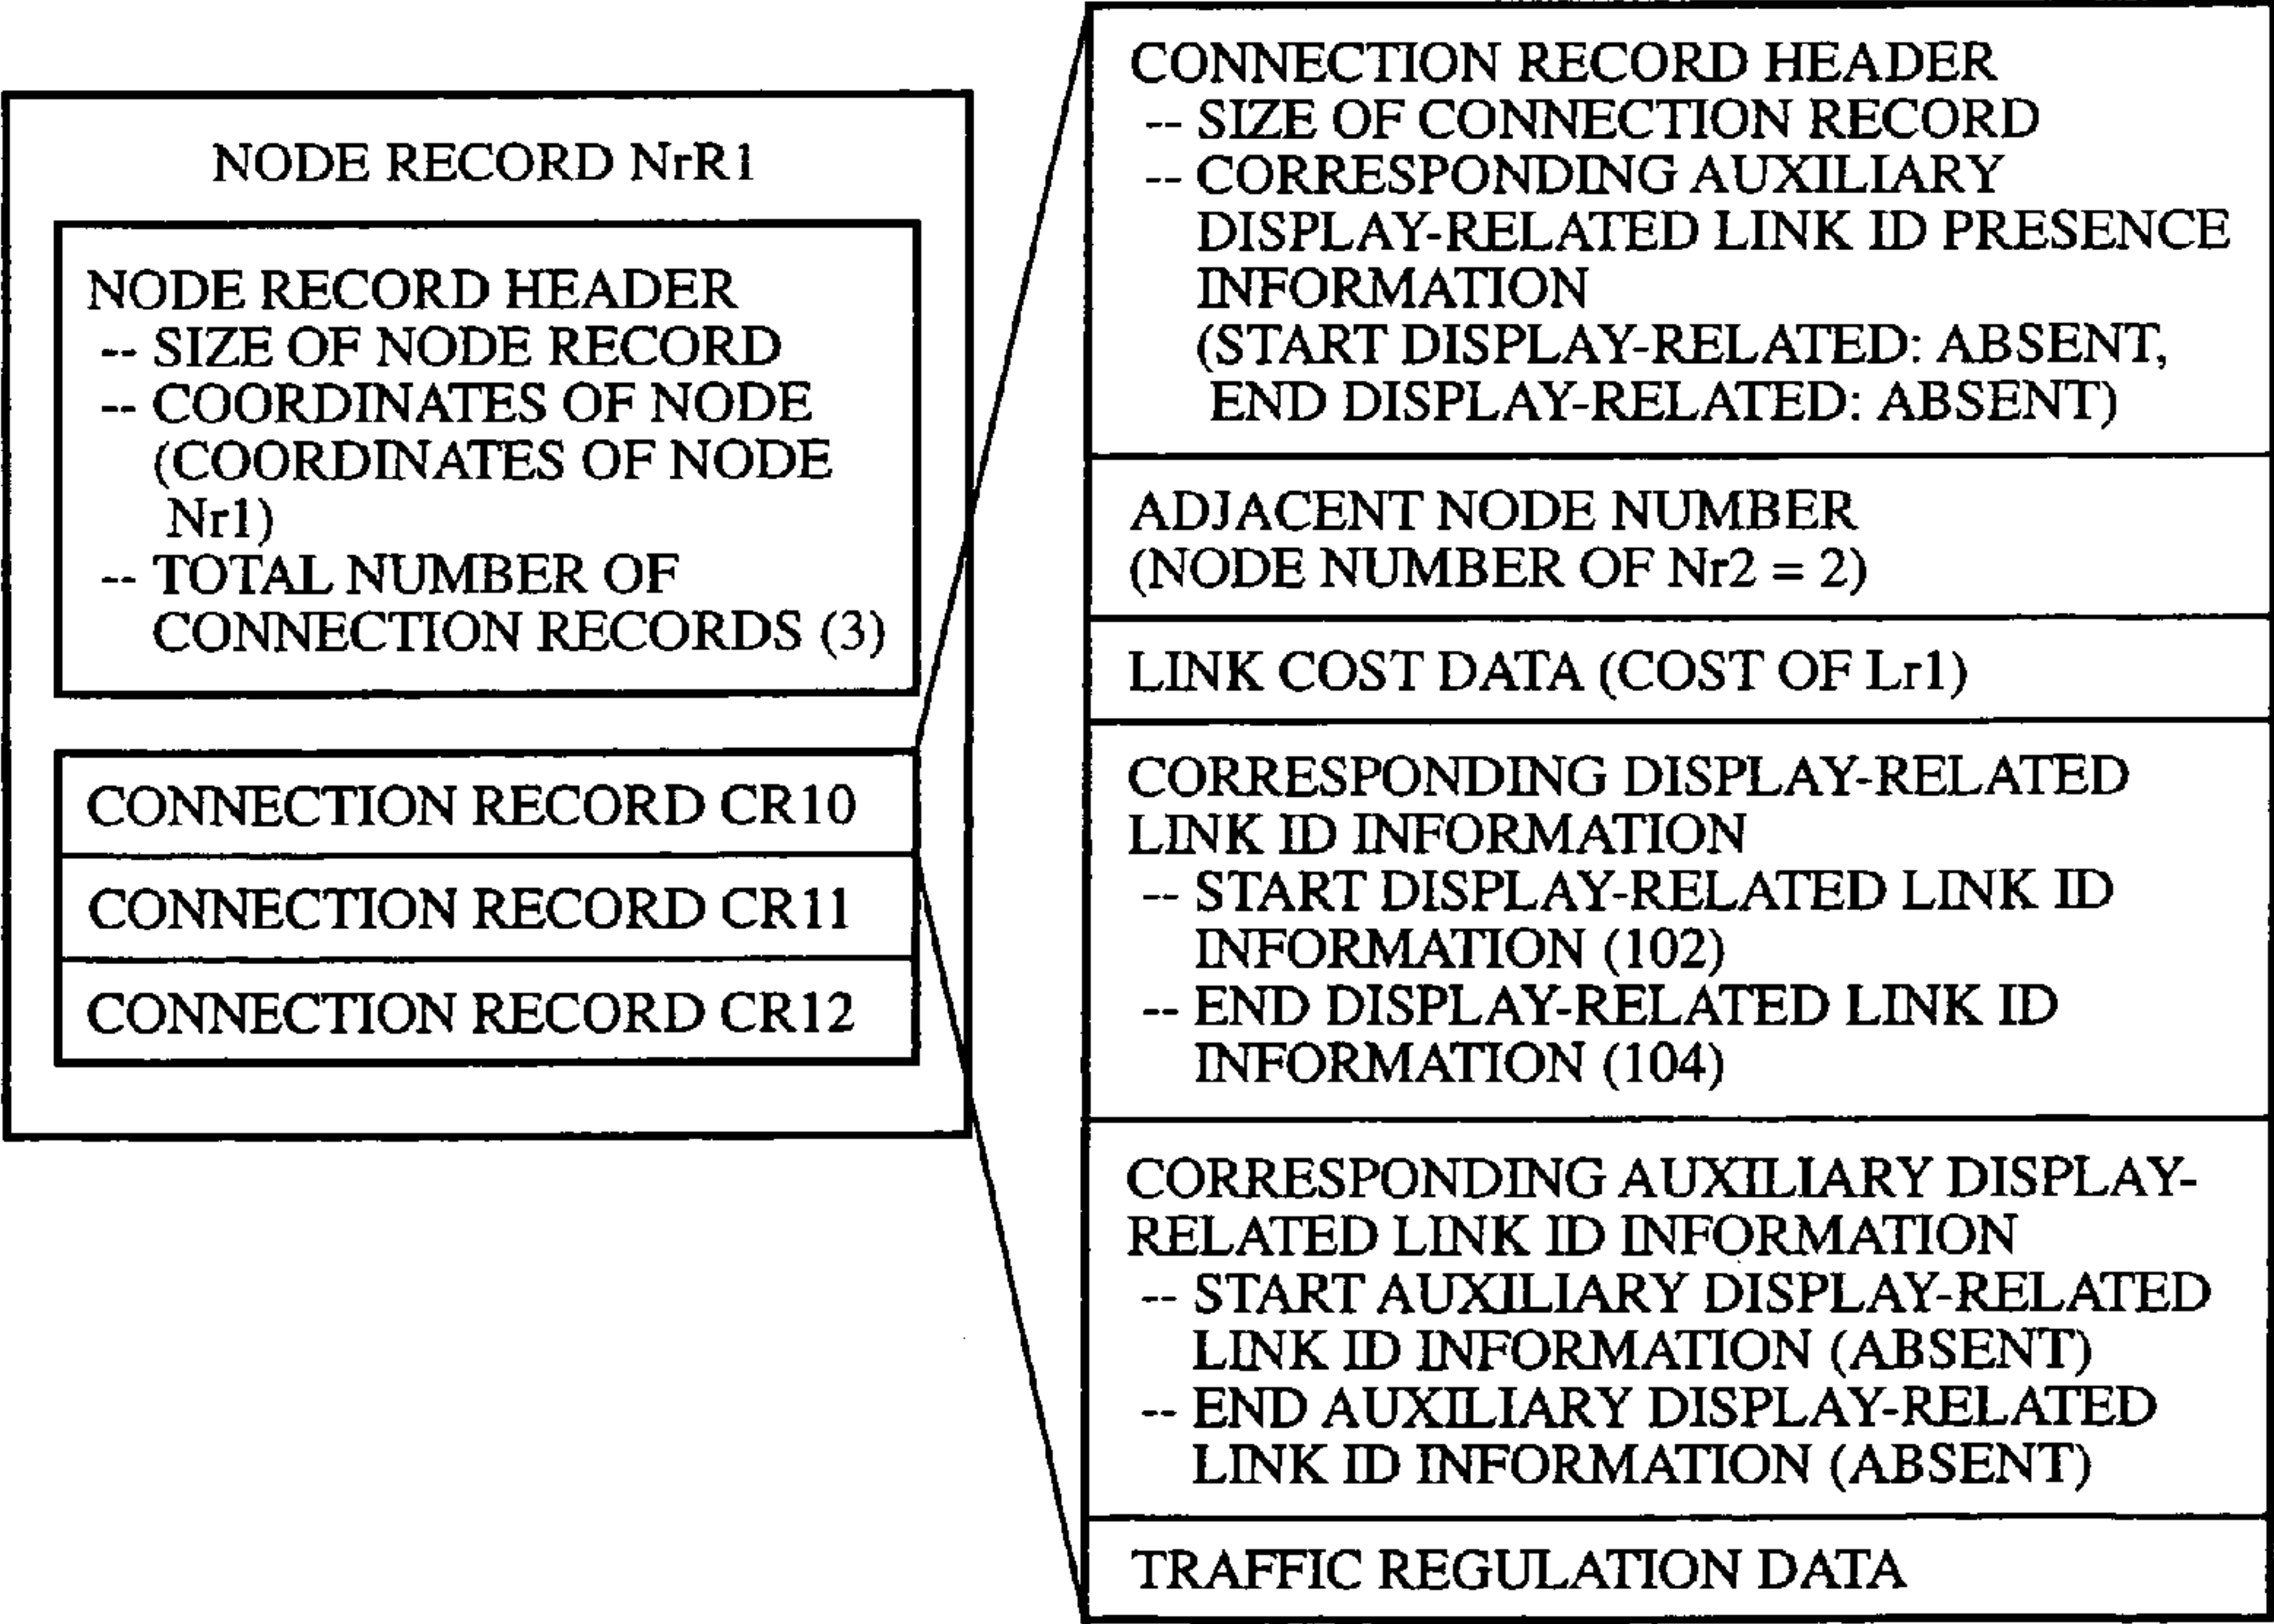 NODE RECORD NrR1
NODE RECORD HEADER
-- SIZE OF NODE RECORD
-- COORDINATES OF NODE
(COORDINATES OF NODE
Nr1)
-- TOTAL NUMBER OF
CONNECTION RECORDS (3)
CONNECTION RECORD CR10
CONNECTION RECORD CR11
CONNECTION RECORD CR12
CONNECTION RECORD HEADER
-- SIZE OF CONNECTION RECORD
-- CORRESPONDING AUXILIARY
DISPLAY-RELATED LINK ID PRESENCE
INFORMATION
(START DISPLAY-RELATED: ABSENT,
END DISPLAY-RELATED: ABSENT)
ADJACENT NODE NUMBER
(NODE NUMBER OF Nr2 = 2)
LINK COST DATA (COST OF Lr1)
CORRESPONDING DISPLAY-RELATED
LINK ID INFORMATION
-- START DISPLAY-RELATED LINK ID
INFORMATION (102)
-- END DISPLAY-RELATED LINK ID
INFORMATION (104)
CORRESPONDING AUXILIARY DISPLAY-
RELATED LINK ID INFORMATION
-- START AUXILIARY DISPLAY-RELATED
LINK ID INFORMATION (ABSENT)
-- END AUXILIARY DISPLAY-RELATED
LINK ID INFORMATION (ABSENT)
TRAFFIC REGULATION DATA